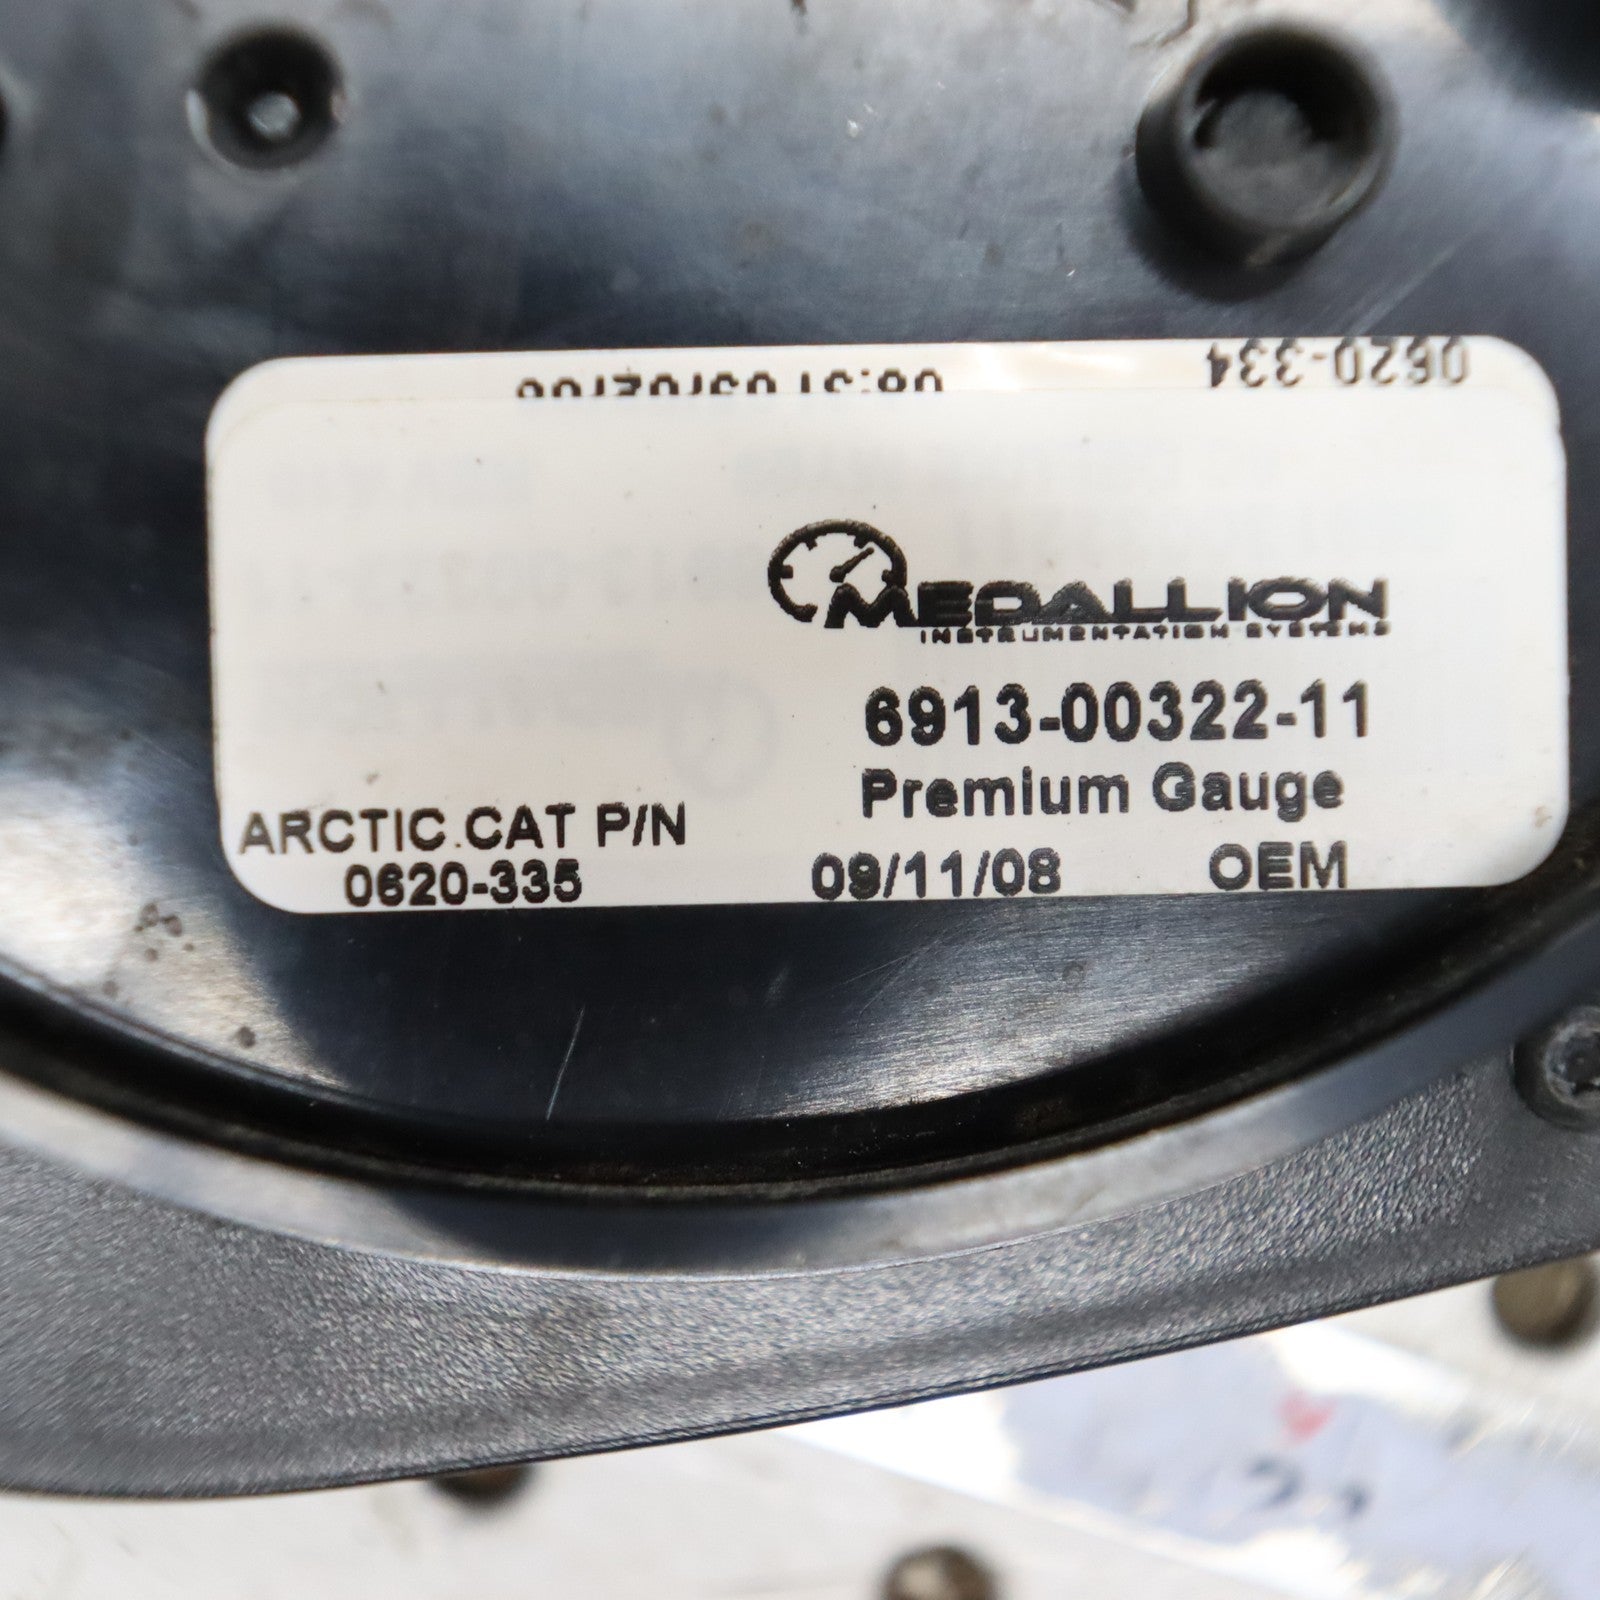 0620-334
MEDALLION
INSTRUMENTATION SYSTEMS
6913-00322-11
Premium Gauge
ARCTIC CAT P/N
0620-335
09/11/08 OEM